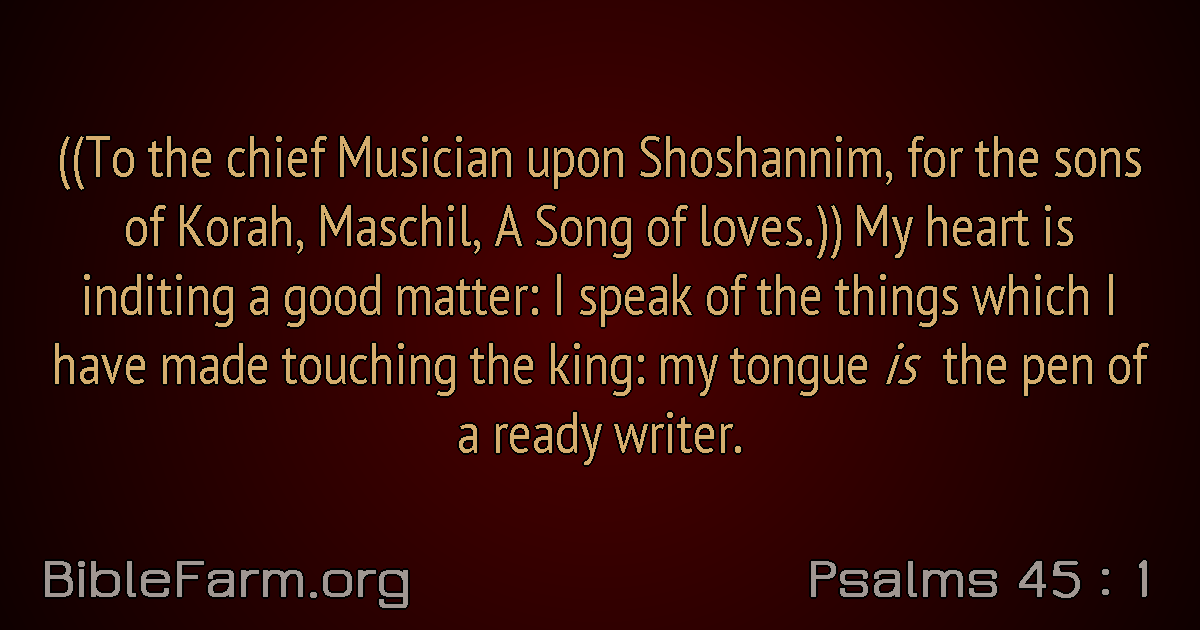 ((To the chief Musician upon Shoshannim, for the sons
of Korah, Maschil, A Song of loves.)) My heart is
inditing a good matter: I speak of the things which I
have made touching the king: my tongue is the pen of
a ready writer.
BibleFarm.org
Psalms 45 : 1